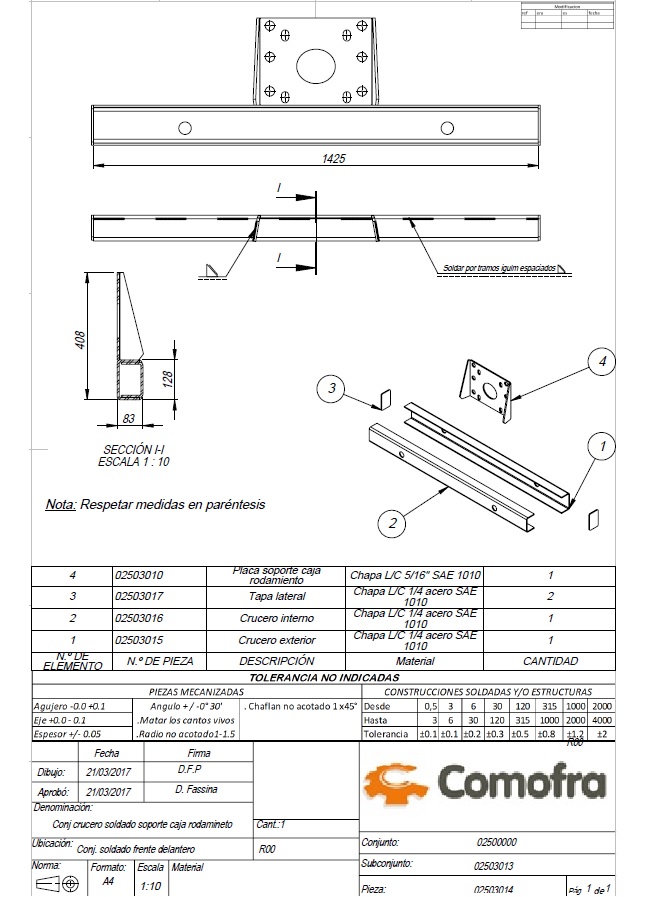 Modificacion
ref ere ss fecha
1425
I
I
Soldar por tramos iguim espaciados
408
128
83
SECCIÓN I-I
ESCALA 1 : 10
4
3
1
2
Nota: Respetar medidas en paréntesis
4 02503010 Placa soporte caja rodamiento Chapa L/C 5/16" SAE 1010 1
3 02503017 Tapa lateral Chapa L/C 1/4 acero SAE 1010 2
2 02503016 Crucero interno Chapa L/C 1/4 acero SAE 1010 1
1 02503015 Crucero exterior Chapa L/C 1/4 acero SAE 1010 1
N.º DE ELEMENTO N.º DE PIEZA DESCRIPCIÓN Material CANTIDAD
TOLERANCIA NO INDICADAS
PIEZAS MECANIZADAS CONSTRUCCIONES SOLDADAS Y/O ESTRUCTURAS
Agujero -0.0 +0.1 Angulo + / -0° 30' . Chaflan no acotado 1 x45° Desde 0,5 3 6 30 120 315 1000 2000
Eje +0.0 - 0.1 .Matar los cantos vivos Hasta 3 6 30 120 315 1000 2000 4000
Espesor +/- 0.05 .Radio no acotado1-1.5 Tolerancia ±0.1 ±0.1 ±0.2 ±0.3 ±0.5 ±0.8 ±1.2 ±2
R00
Fecha Firma
Dibujo: 21/03/2017 D.F.P
Aprobó: 21/03/2017 D. Fassina
Comofra
Denominación:
Conj crucero soldado soporte caja rodamineto Cant.:1
Ubicación: Conj. soldado frente delantero R00
Conjunto: 02500000
Norma: Formato: A4 Escala 1:10 Material
Subconjunto: 02503013
Pieza: 02503014 Pág 1 de 1